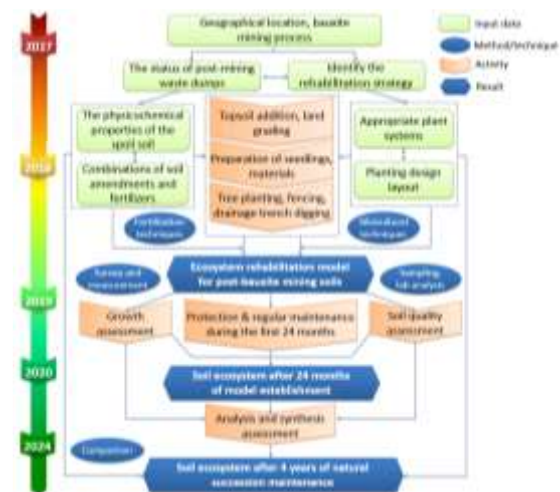 2017
Geographical location, bauxite
mining process
Input data
Method/technique
Activity
Result
The status of post-mining
waste dumps
Identify the
rehabilitation strategy
The physicochemical
properties of the
spoil soil
Topsoil addition, land
grading
Appropriate plant
systems
Combinations of soil
amendments and
fertilizers
Preparation of seedlings,
materials
Planting design
layout
Tree planting, fencing,
drainage trench digging
Fertilization
techniques
techniques
Survey and
measurement
Ecosystem rehabilitation model
for post-bauxite mining soils
Sampling
lab analysis
2019
Growth
assessment
Protection & regular maintenance
during the first 24 months
Soil quality
assessment
2020
Soil ecosystem after 24 months
of model establishment
Analysis and synthesis
assessment
2024
Comparison
Soil ecosystem after 4 years of natural
succession maintenance